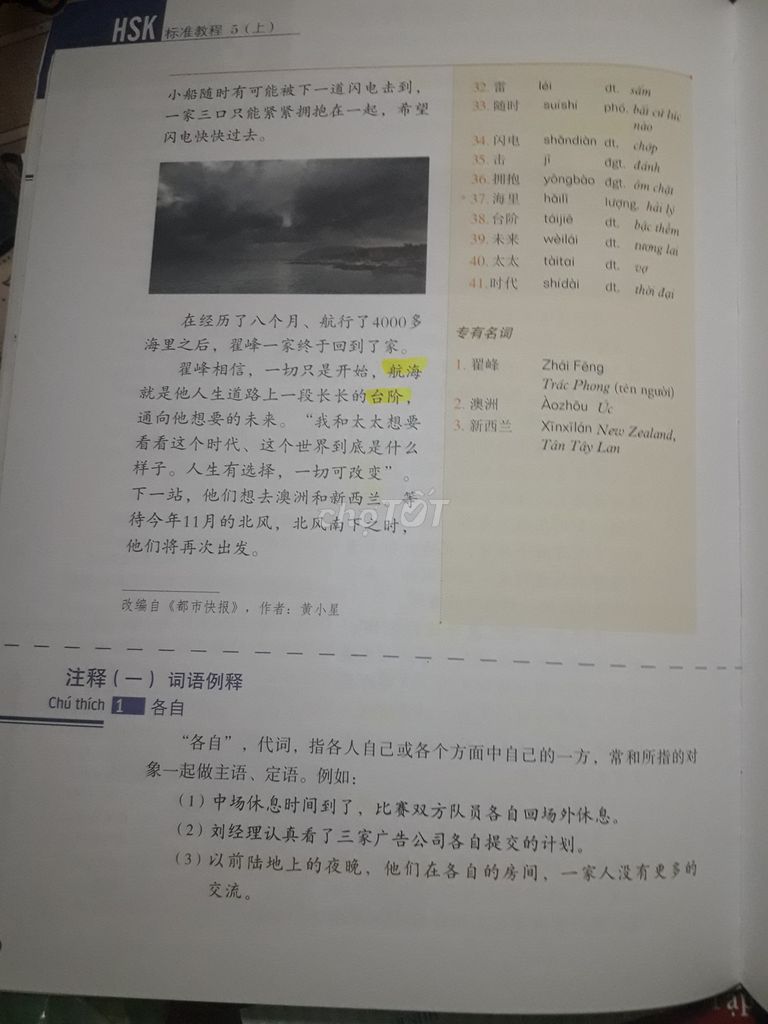 HSK 标准教程 5(上)
小船随时有可能被下一道闪电击到，
一家三口只能紧紧拥抱在一起，希望
闪电快快过去。
在经历了八个月、航行了4000多
海里之后，翟峰一家终于回到了家。
翟峰相信，一切只是开始，航海
就是他人生道路上一段长长的台阶，
通向他想要的未来。“我和太太想要
看看这个时代、这个世界到底是什么
样子。人生有选择，一切可改变”。
下一站，他们想去澳洲和新西兰，等
待今年11月的北风，北风南下之时，
他们将再次出发。
改编自《都市快报》，作者：黄小星
32. 雷 léi dt. sấm
33. 随时 suíshí phó. bất cứ lúc
nào
34. 闪电 shǎndiàn dt. chớp
35. 击 jī đgt. đánh
36. 拥抱 yōngbào đgt. ôm chặt
*37. 海里 hǎilǐ lượng. hải lý
38. 台阶 táijiē dt. bậc thềm
39. 未来 wèilái dt. tương lai
40. 太太 tàitai dt. vợ
41. 时代 shídài dt. thời đại
专有名词
1. 翟峰 Zhái Fēng
Trác Phong (tên người)
2. 澳洲 Àozhōu Úc
3. 新西兰 Xīnxīlán New Zealand,
Tân Tây Lan
chợTỐT
注释(一) 词语例释
Chú thích 1 各自
“各自”，代词，指各人自己或各个方面中自己的一方，常和所指的对
象一起做主语、定语。例如：
(1) 中场休息时间到了，比赛双方队员各自回场外休息。
(2) 刘经理认真看了三家广告公司各自提交的计划。
(3) 以前陆地上的夜晚，他们在各自的房间，一家人没有更多的
交流。